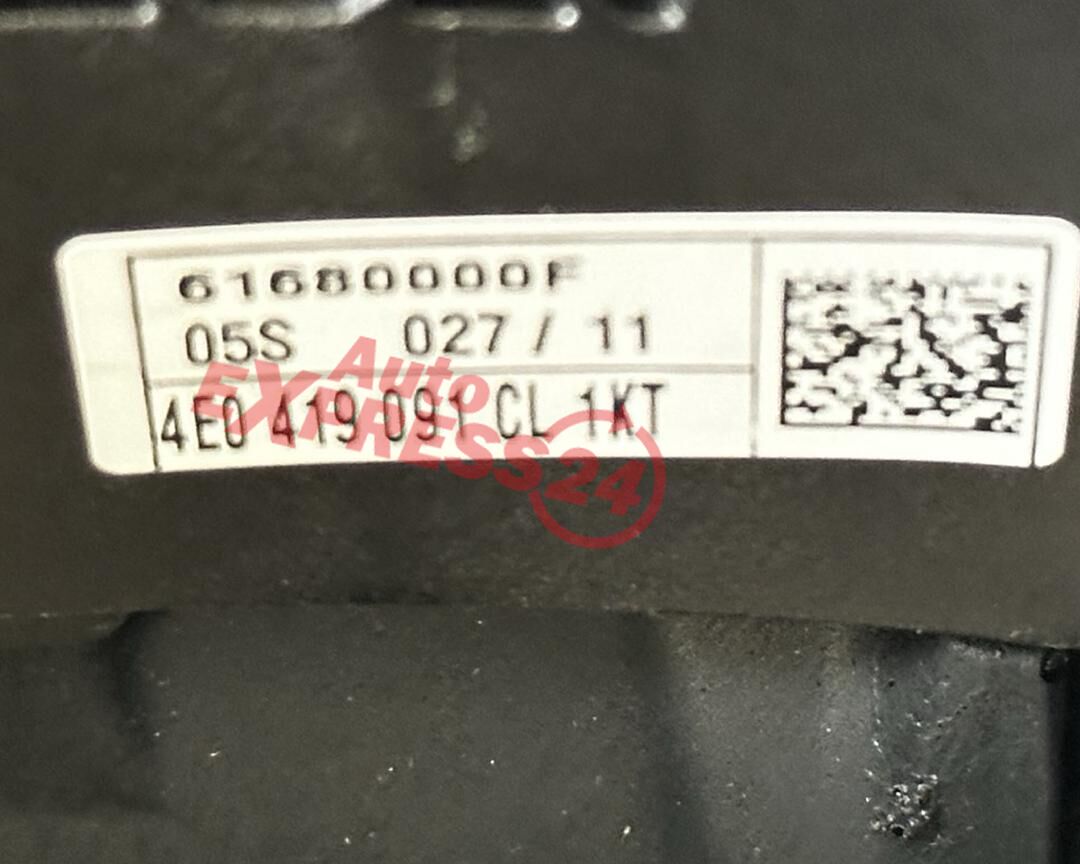 61680000F
05S 027 / 11
4E0 419 091 CL 1KT
Auto
EXPRESS24